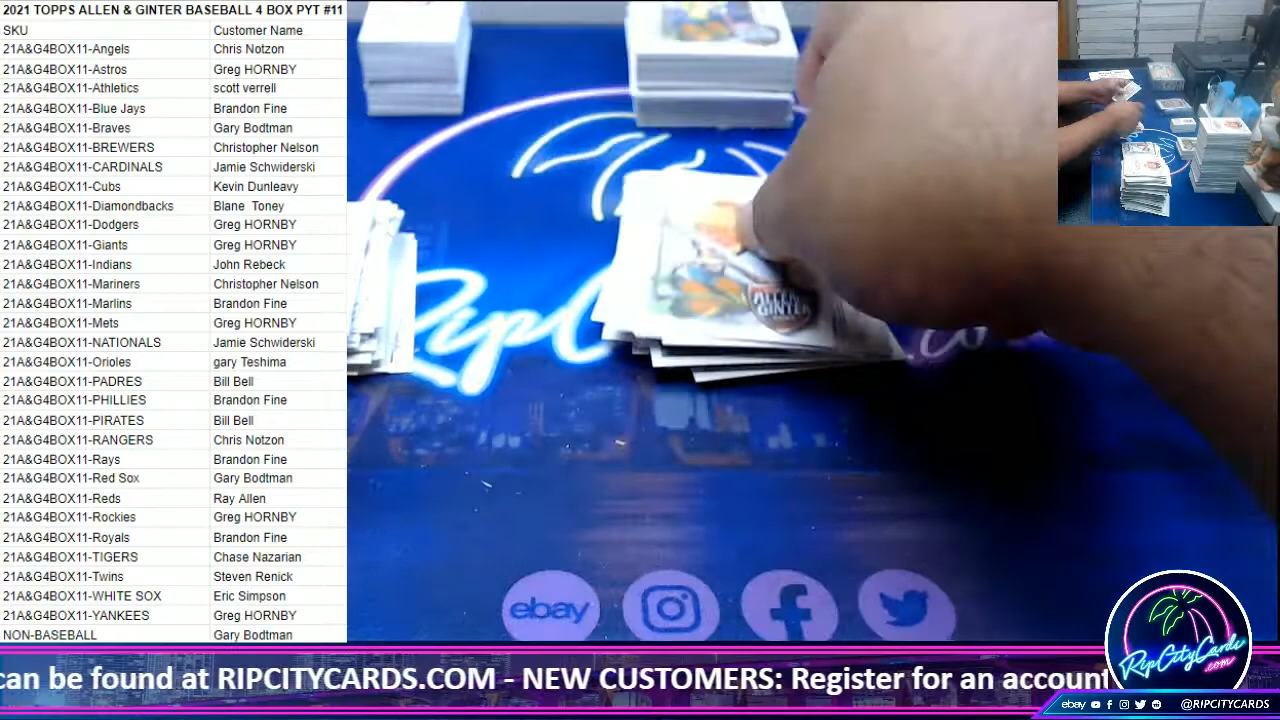 2021 TOPPS ALLEN & GINTER BASEBALL 4 BOX PYT #11
SKU Customer Name
21A&G4BOX11-Angels Chris Notzon
21A&G4BOX11-Astros Greg HORNBY
21A&G4BOX11-Athletics scott verrell
21A&G4BOX11-Blue Jays Brandon Fine
21A&G4BOX11-Braves Gary Bodtman
21A&G4BOX11-BREWERS Christopher Nelson
21A&G4BOX11-CARDINALS Jamie Schwiderski
21A&G4BOX11-Cubs Kevin Dunleavy
21A&G4BOX11-Diamondbacks Blane Toney
21A&G4BOX11-Dodgers Greg HORNBY
21A&G4BOX11-Giants Greg HORNBY
21A&G4BOX11-Indians John Rebeck
21A&G4BOX11-Mariners Christopher Nelson
21A&G4BOX11-Marlins Brandon Fine
21A&G4BOX11-Mets Greg HORNBY
21A&G4BOX11-NATIONALS Jamie Schwiderski
21A&G4BOX11-Orioles gary Teshima
21A&G4BOX11-PADRES Bill Bell
21A&G4BOX11-PHILLIES Brandon Fine
21A&G4BOX11-PIRATES Bill Bell
21A&G4BOX11-RANGERS Chris Notzon
21A&G4BOX11-Rays Brandon Fine
21A&G4BOX11-Red Sox Gary Bodtman
21A&G4BOX11-Reds Ray Allen
21A&G4BOX11-Rockies Greg HORNBY
21A&G4BOX11-Royals Brandon Fine
21A&G4BOX11-TIGERS Chase Nazarian
21A&G4BOX11-Twins Steven Renick
21A&G4BOX11-WHITE SOX Eric Simpson
21A&G4BOX11-YANKEES Greg HORNBY
NON-BASEBALL Gary Bodtman
ALLEN
GINTER
RipC
ebay
can be found at RIPCITYCARDS.COM - NEW CUSTOMERS: Register for an account
RipCityCards
.com
ebay @RIPCITYCARDS